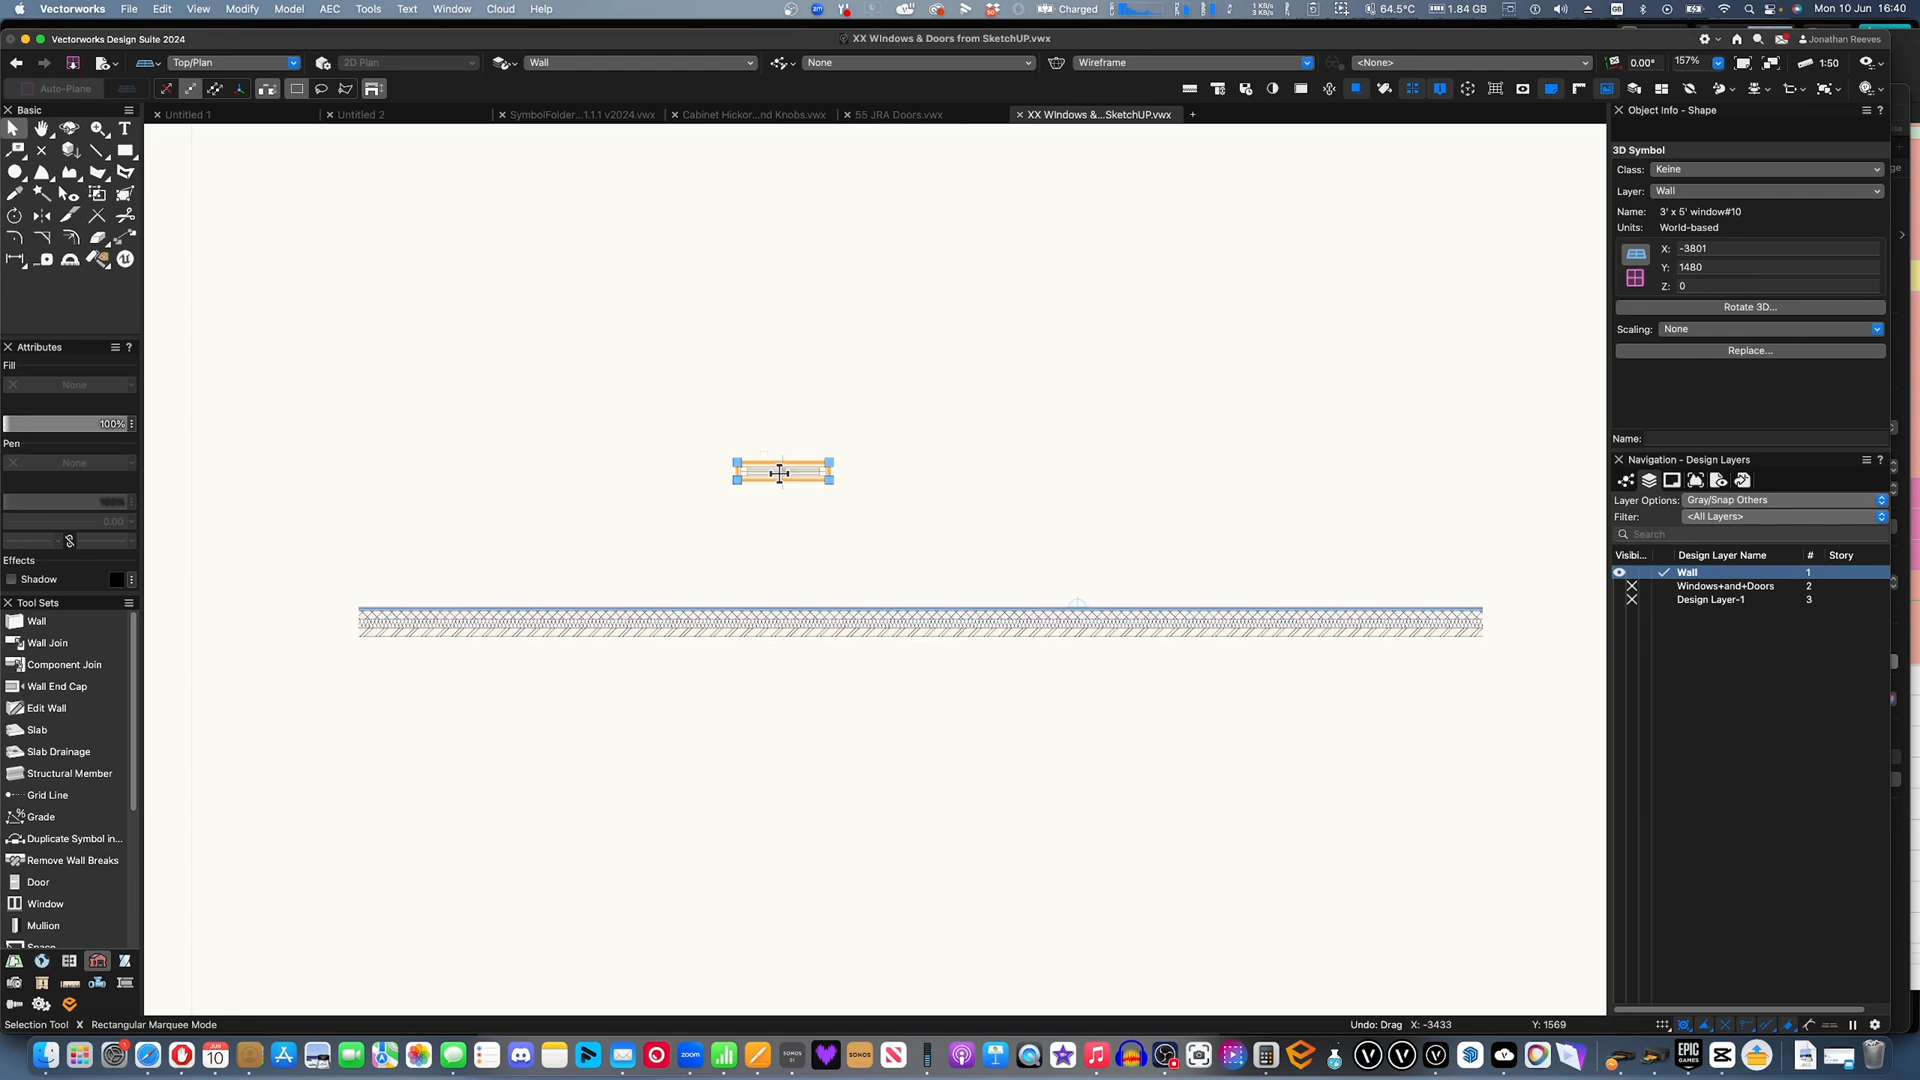 Vectorworks File Edit View Modify Model AEC Tools Text Window Cloud Help
Charged 1 KB/s 3 KB/s 64.5°C 1.84 GB Mon 10 Jun 16:40
Vectorworks Design Suite 2024
XX Windows & Doors from SketchUP.vwx
Jonathan Reeves
Top/Plan 2D Plan Wall None Wireframe <None> 0.00° 157% 1:50
Auto-Plane
Basic
Untitled 1
Untitled 2
SymbolFolder...1.1.1 v2024.vwx
Cabinet Hickor...nd Knobs.vwx
55 JRA Doors.vwx
XX WIndows &...SketchUP.vwx
Attributes
Fill
None
100%
Pen
None
100%
0.00
Effects
Shadow
Tool Sets
Wall
Wall Join
Component Join
Wall End Cap
Edit Wall
Slab
Slab Drainage
Structural Member
Grid Line
Grade
Duplicate Symbol in...
Remove Wall Breaks
Door
Window
Mullion
Space
Object Info - Shape
3D Symbol
Class: Keine
Layer: Wall
Name: 3' x 5' window#10
Units: World-based
X: -3801
Y: 1480
Z: 0
Rotate 3D...
Scaling: None
Replace...
Name:
Navigation - Design Layers
Layer Options: Gray/Snap Others
Filter: <All Layers>
Search
Visibi... Design Layer Name # Story
Wall 1
Windows+and+Doors 2
Design Layer-1 3
Selection Tool X Rectangular Marquee Mode
Undo: Drag X: -3433 Y: 1569